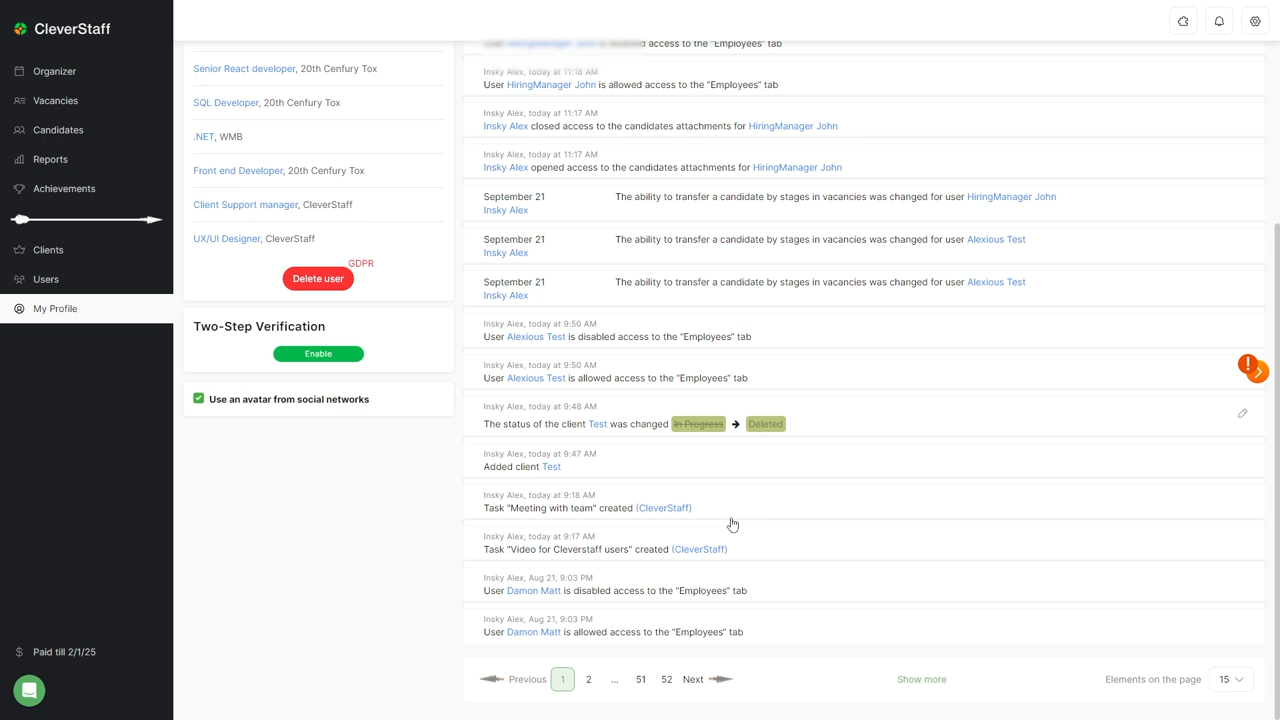 CleverStaff
Organizer
Vacancies
Candidates
Reports
Achievements
Clients
Users
My Profile
Paid till 2/1/25
Senior React developer, 20th Cenfury Tox
SQL Developer, 20th Cenfury Tox
.NET, WMB
Front end Developer, 20th Cenfury Tox
Client Support manager, CleverStaff
UX/UI Designer, CleverStaff
GDPR
Delete user
Two-Step Verification
Enable
Use an avatar from social networks
access to the "Employees" tab
Insky Alex, today at 11:18 AM
User HiringManager John is allowed access to the "Employees" tab
Insky Alex, today at 11:17 AM
Insky Alex closed access to the candidates attachments for HiringManager John
Insky Alex, today at 11:17 AM
Insky Alex opened access to the candidates attachments for HiringManager John
September 21 The ability to transfer a candidate by stages in vacancies was changed for user HiringManager John
Insky Alex
September 21 The ability to transfer a candidate by stages in vacancies was changed for user Alexious Test
Insky Alex
September 21 The ability to transfer a candidate by stages in vacancies was changed for user Alexious Test
Insky Alex
Insky Alex, today at 9:50 AM
User Alexious Test is disabled access to the "Employees" tab
Insky Alex, today at 9:50 AM
User Alexious Test is allowed access to the "Employees" tab
Insky Alex, today at 9:48 AM
The status of the client Test was changed In Progress → Deleted
Insky Alex, today at 9:47 AM
Added client Test
Insky Alex, today at 9:18 AM
Task "Meeting with team" created (CleverStaff)
Insky Alex, today at 9:17 AM
Task "Video for Cleverstaff users" created (CleverStaff)
Insky Alex, Aug 21, 9:03 PM
User Damon Matt is disabled access to the "Employees" tab
Insky Alex, Aug 21, 9:03 PM
User Damon Matt is allowed access to the "Employees" tab
Previous 1 2 ... 51 52 Next
Show more
Elements on the page 15